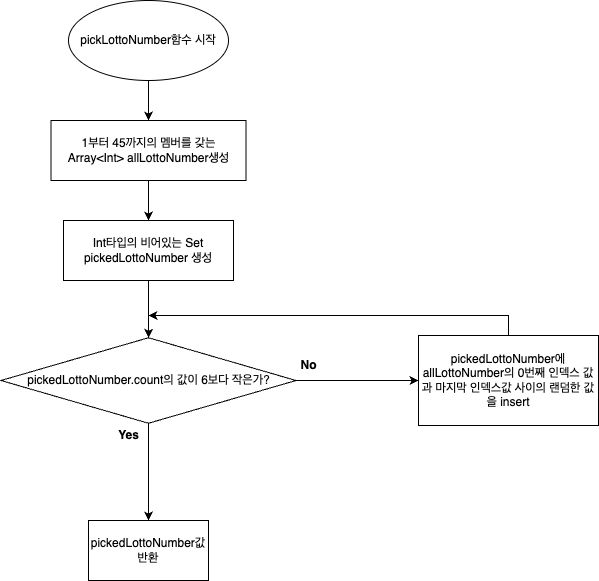 pickLottoNumber함수 시작
1부터 45까지의 멤버를 갖는
Array<Int> allLottoNumber생성
Int타입의 비어있는 Set
pickedLottoNumber 생성
pickedLottoNumber.count의 값이 6보다 작은가?
No
pickedLottoNumber에
allLottoNumber의 0번째 인덱스 값
과 마지막 인덱스값 사이의 랜덤한 값
을 insert
Yes
pickedLottoNumber값
반환